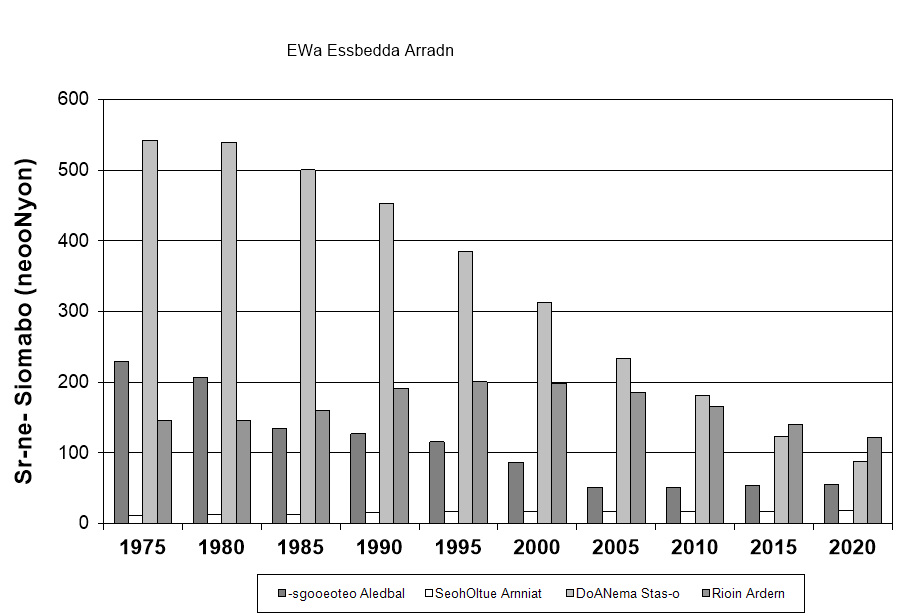 EWa Essbedda Arradn
Sr-ne- Siomabo (neooNyon)
600
500
400
300
200
100
0
1975 1980 1985 1990 1995 2000 2005 2010 2015 2020
-sgooeoteo Aledbal SeohOltue Arnniat DoANema Stas-o Rioin Ardern